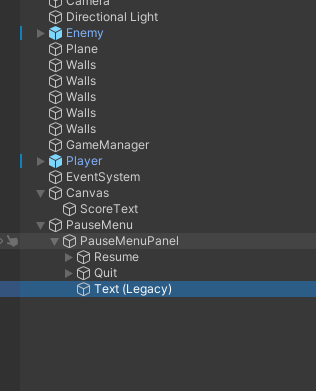 Camera
Directional Light
Enemy
Plane
Walls
Walls
Walls
Walls
Walls
GameManager
Player
EventSystem
Canvas
ScoreText
PauseMenu
PauseMenuPanel
Resume
Quit
Text (Legacy)